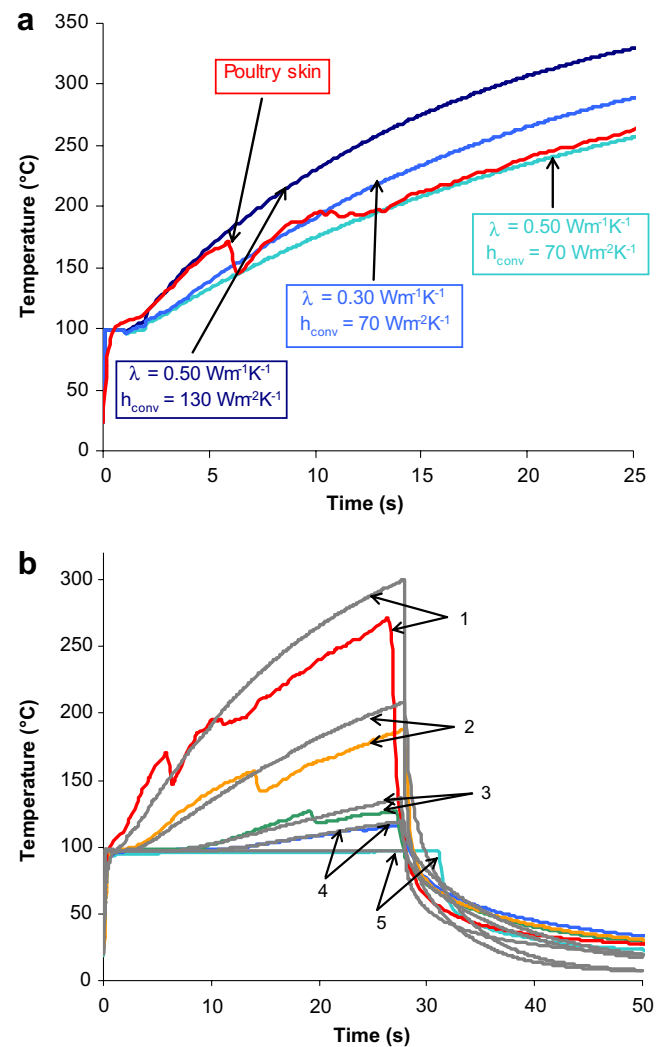 a
350
300
250
200
150
100
50
0
Temperature (°C)
0 5 10 15 20 25
Time (s)
Poultry skin
λ = 0.50 Wm-1K-1
hconv = 70 Wm-2K-1
λ = 0.30 Wm-1K-1
hconv = 70 Wm-2K-1
λ = 0.50 Wm-1K-1
hconv = 130 Wm-2K-1
b
300
250
200
150
100
50
0
Temperature (°C)
1
2
3
4
5
0 10 20 30 40 50
Time (s)